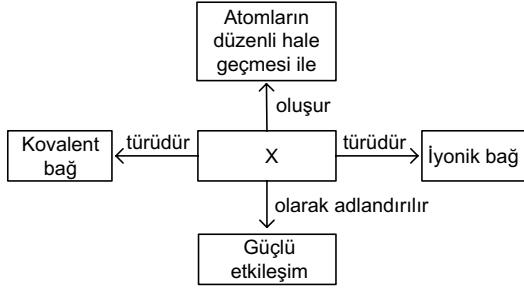 Atomların
düzenli hale
geçmesi ile
oluşur
Kovalent
bağ
türüdür
X
türüdür
İyonik bağ
olarak adlandırılır
Güçlü
etkileşim